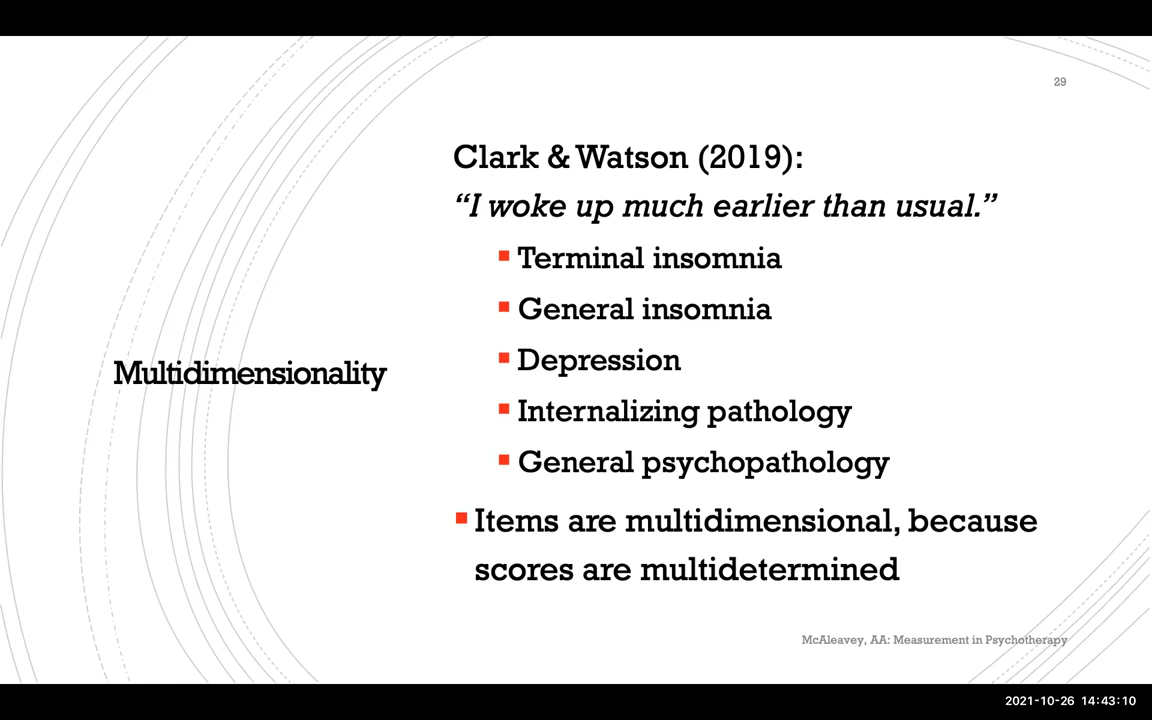 29
Clark & Watson (2019):
“I woke up much earlier than usual.”
Terminal insomnia
General insomnia
Depression
Internalizing pathology
General psychopathology
Multidimensionality
Items are multidimensional, because
scores are multidetermined
McAleavey, AA: Measurement in Psychotherapy
2021-10-26 14:43:10